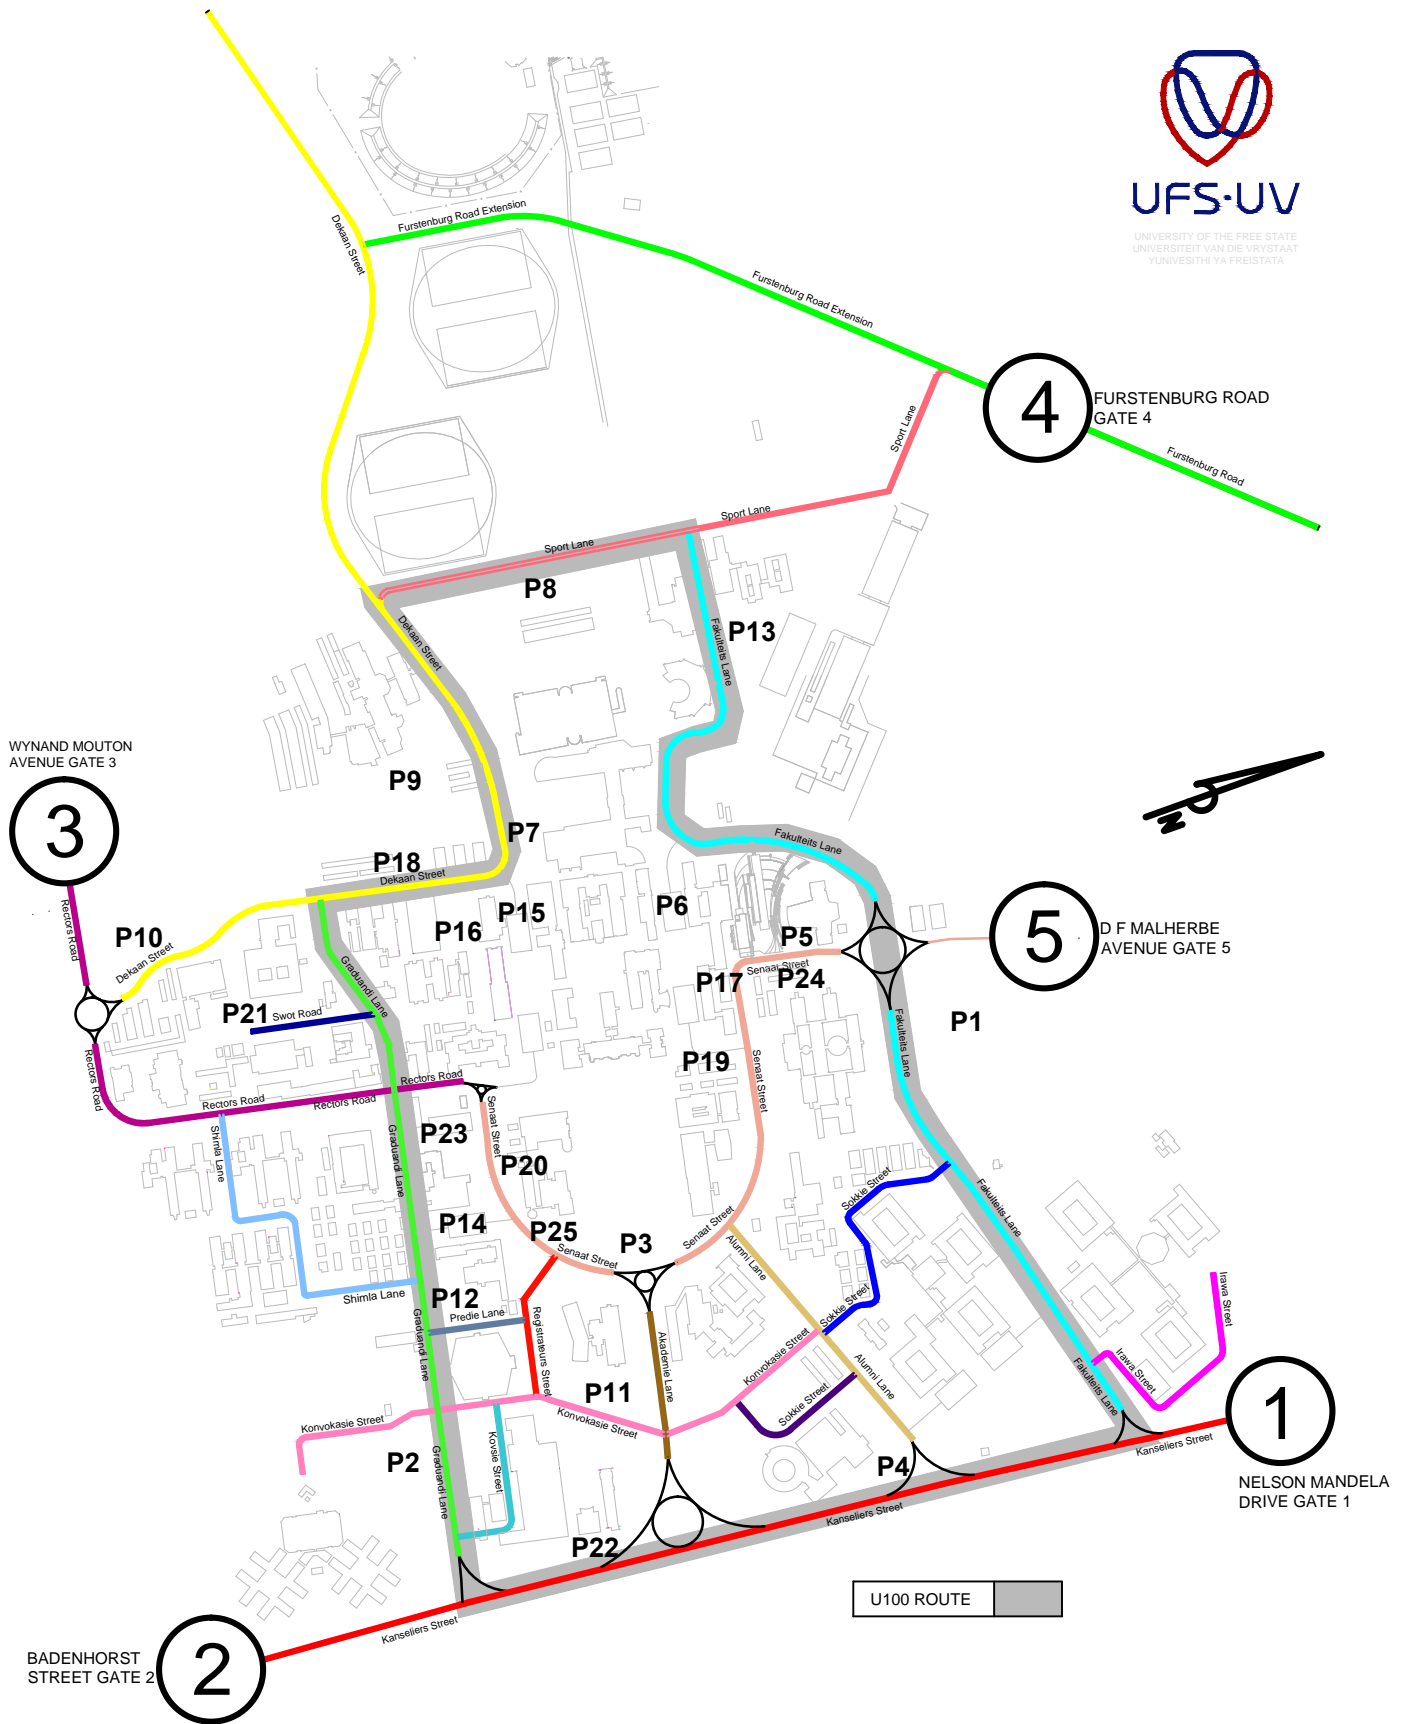 UFS·UV
UNIVERSITY OF THE FREE STATE
UNIVERSITEIT VAN DIE VRYSTAAT
YUNIVESITHI YA FREISTATA
Dekaan Street
Furstenburg Road Extension
Furstenburg Road Extension
4
FURSTENBURG ROAD
GATE 4
Furstenburg Road
Sport Lane
Sport Lane
Sport Lane
P8
P13
Dekaan Street
Fakulteits Lane
WYNAND MOUTON
AVENUE GATE 3
3
P9
P7
P18
Dekaan Street
Fakulteits Lane
N
Rectors Road
P10
Dekaan Street
P16
P15
P6
P5
5
D F MALHERBE
AVENUE GATE 5
Senaat Street
P17
P24
Graduandi Lane
P21
Swot Road
P1
Fakulteits Lane
Rectors Road
P19
Senaat Street
Rectors Road
Rectors Road
Rectors Road
Senaat Street
Shimla Lane
Graduandi Lane
P23
P20
P14
P25
P3
Senaat Street
Senaat Street
Sokkie Street
Fakulteits Lane
Alumni Lane
Shimla Lane
P12
Predie Lane
Graduandi Lane
Registrateurs Street
Akademie Lane
Sokkie Street
Irawa Street
Konvokasie Street
Alumni Lane
Irawa Street
Fakulteits Lane
P11
Sokkie Street
Konvokasie Street
Konvokasie Street
1
NELSON MANDELA
DRIVE GATE 1
Kanseliers Street
P2
Graduandi Lane
Kovsie Street
P4
Kanseliers Street
P22
U100 ROUTE
Kanseliers Street
BADENHORST
STREET GATE 2
2